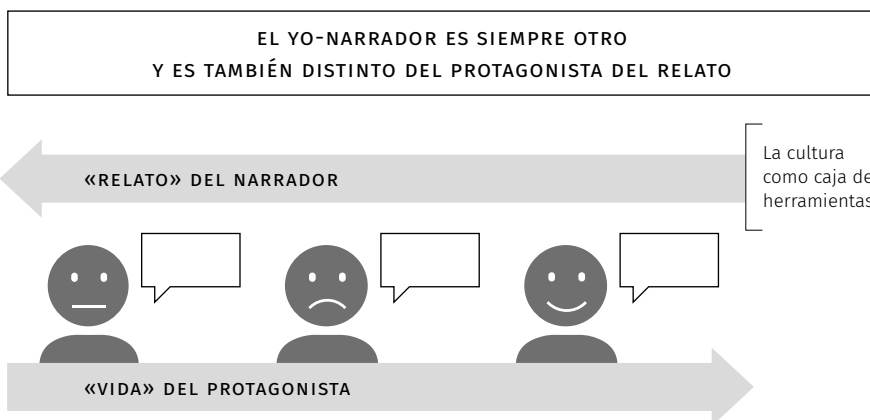 EL YO-NARRADOR ES SIEMPRE OTRO
Y ES TAMBIÉN DISTINTO DEL PROTAGONISTA DEL RELATO
«RELATO» DEL NARRADOR
La cultura
como caja de
herramientas
«VIDA» DEL PROTAGONISTA